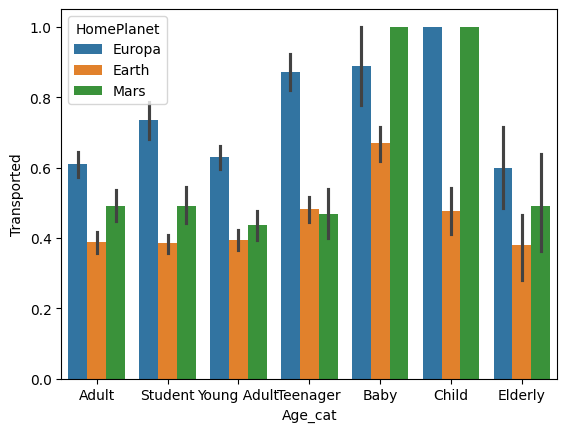 HomePlanet
Europa
Earth
Mars
Transported
1.0
0.8
0.6
0.4
0.2
0.0
Adult Student Young Adult Teenager Baby Child Elderly
Age_cat